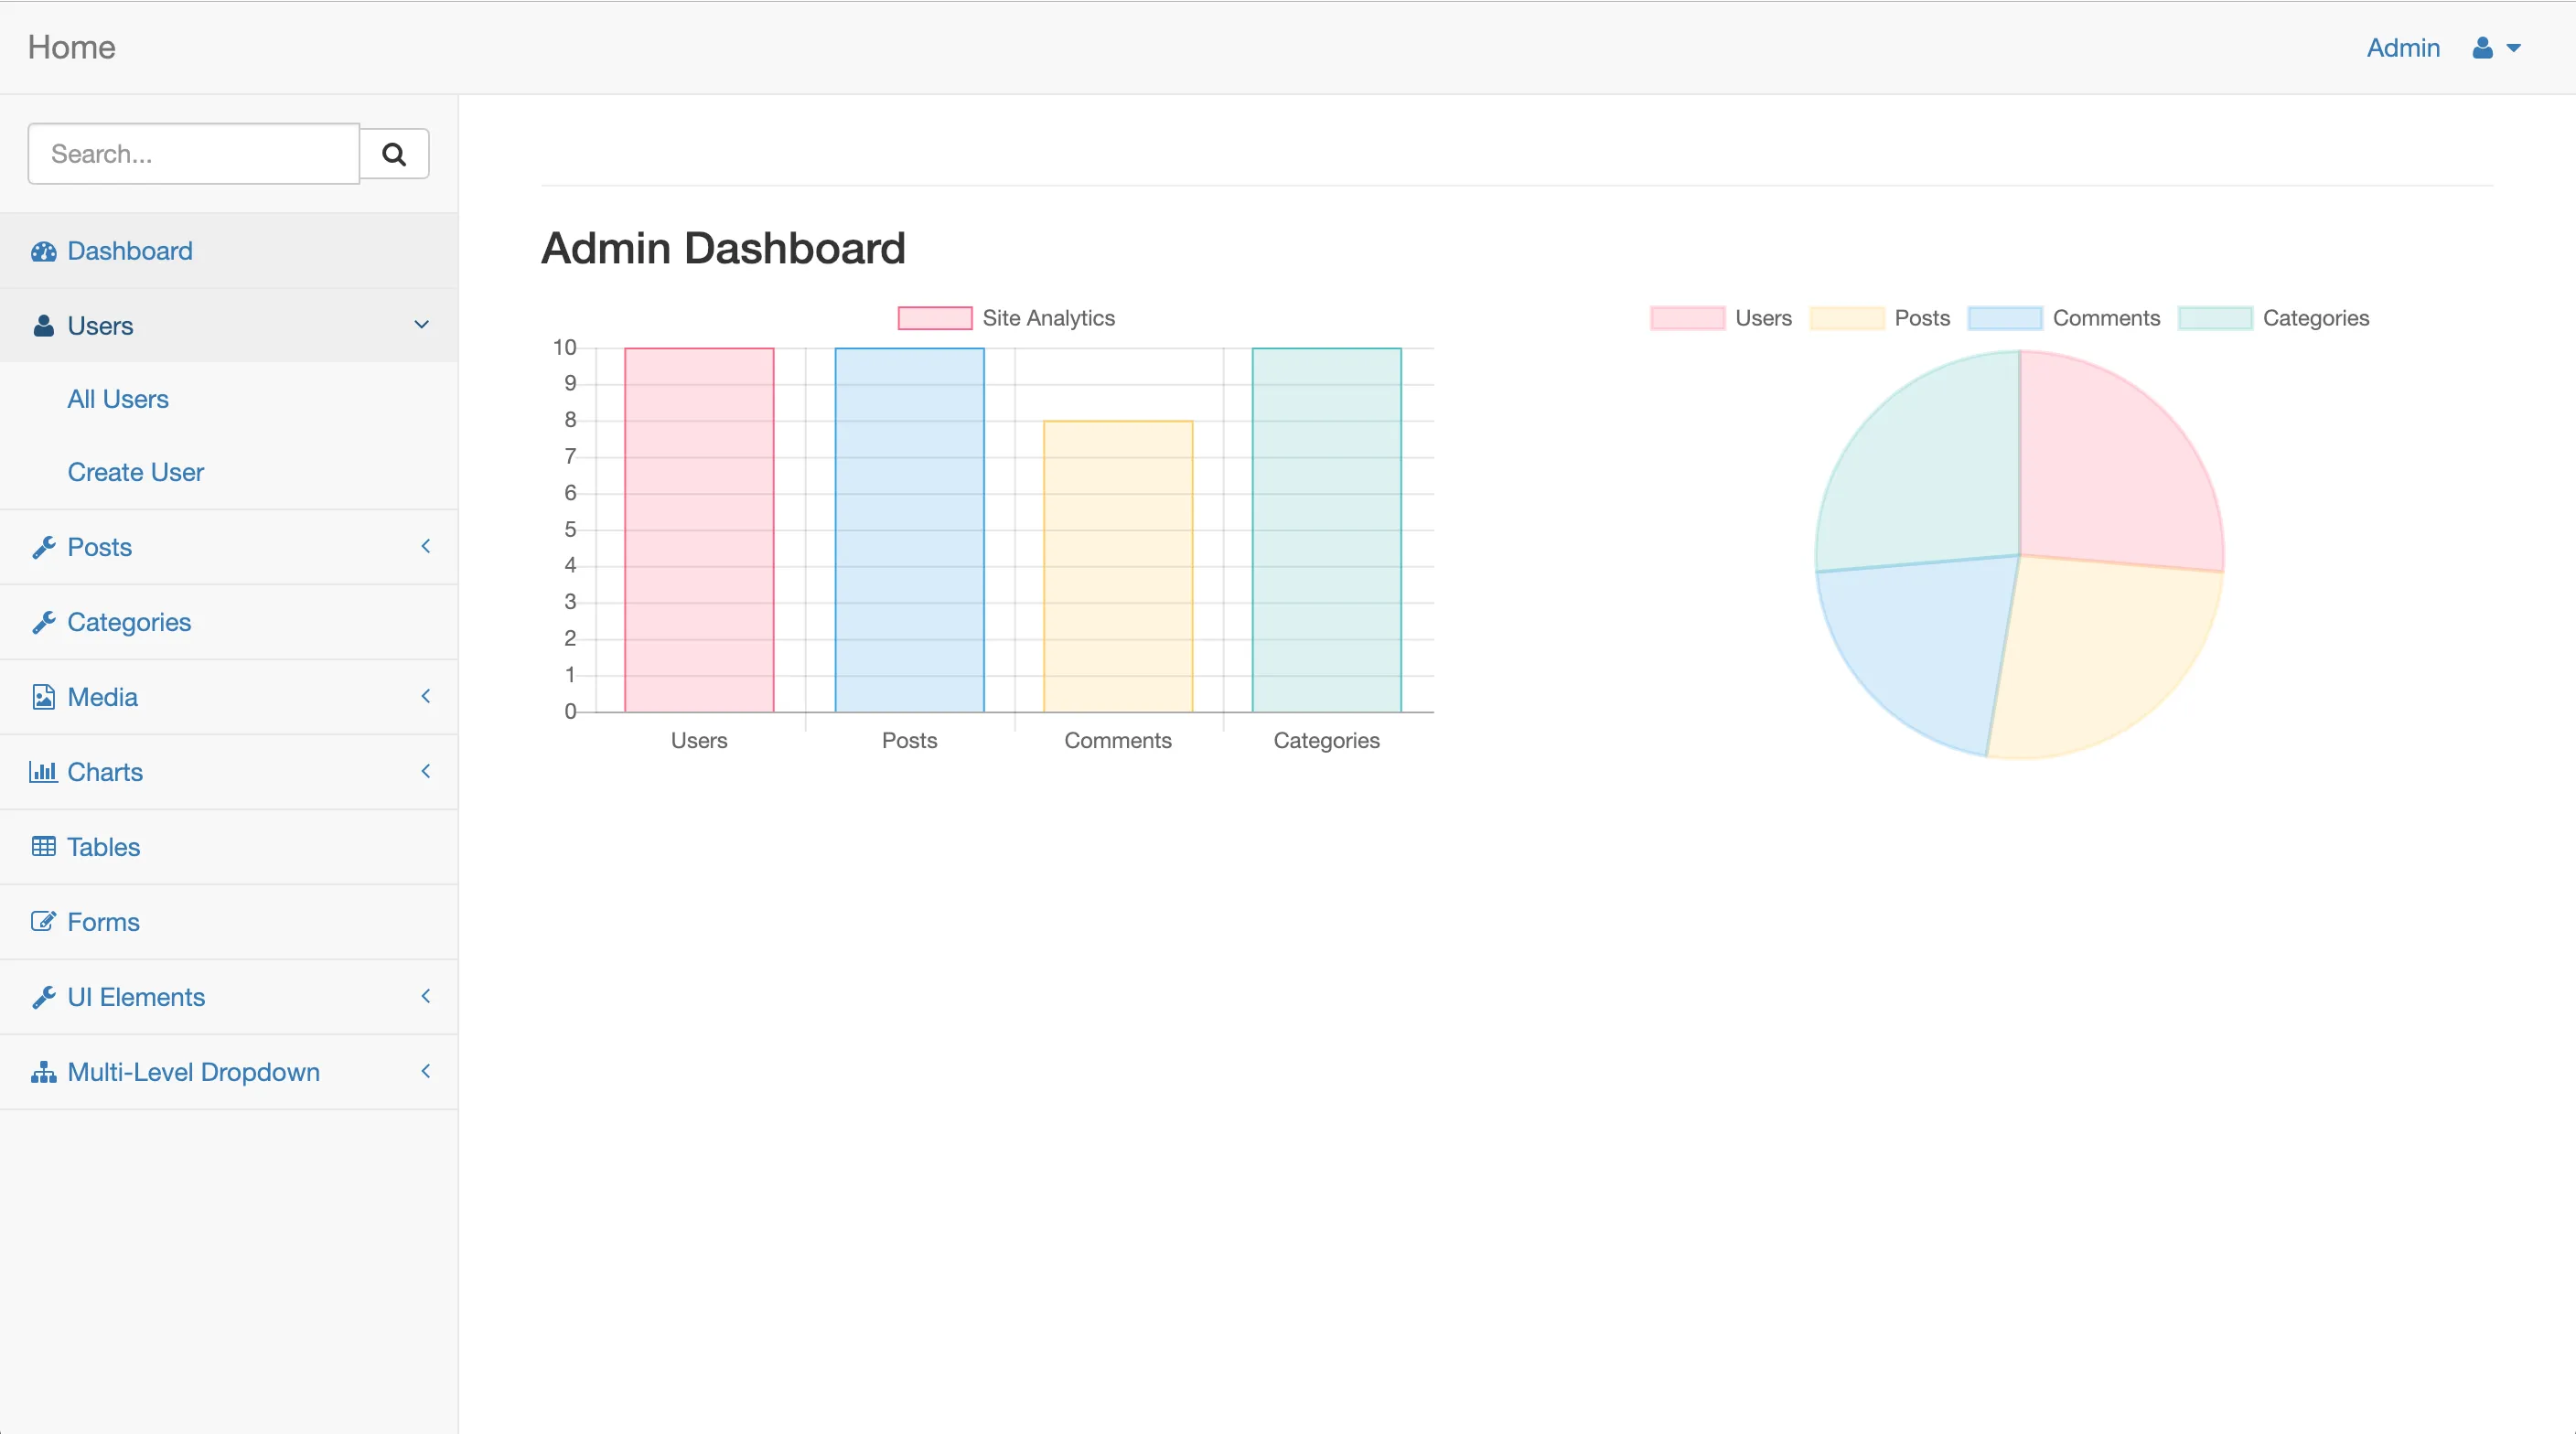 Home
Admin
Search...
Dashboard
Users
All Users
Create User
Posts
Categories
Media
Charts
Tables
Forms
UI Elements
Multi-Level Dropdown
Admin Dashboard
Site Analytics
10
9
8
7
6
5
4
3
2
1
0
Users Posts Comments Categories
Users Posts Comments Categories